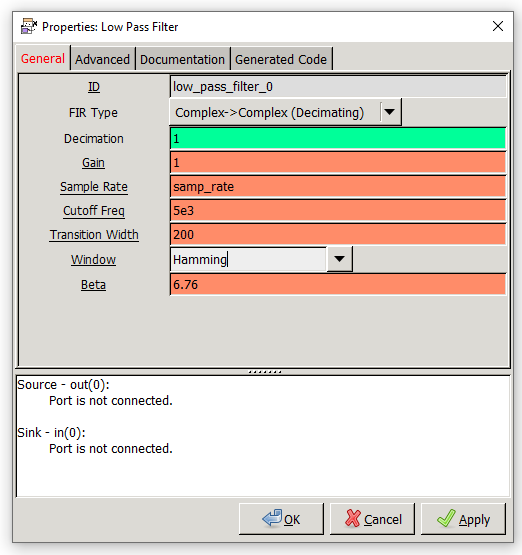 Properties: Low Pass Filter
General Advanced Documentation Generated Code
ID low_pass_filter_0
FIR Type Complex->Complex (Decimating)
Decimation 1
Gain 1
Sample Rate samp_rate
Cutoff Freq 5e3
Transition Width 200
Window Hamming
Beta 6.76
Source - out(0):
Port is not connected.
Sink - in(0):
Port is not connected.
OK Cancel Apply